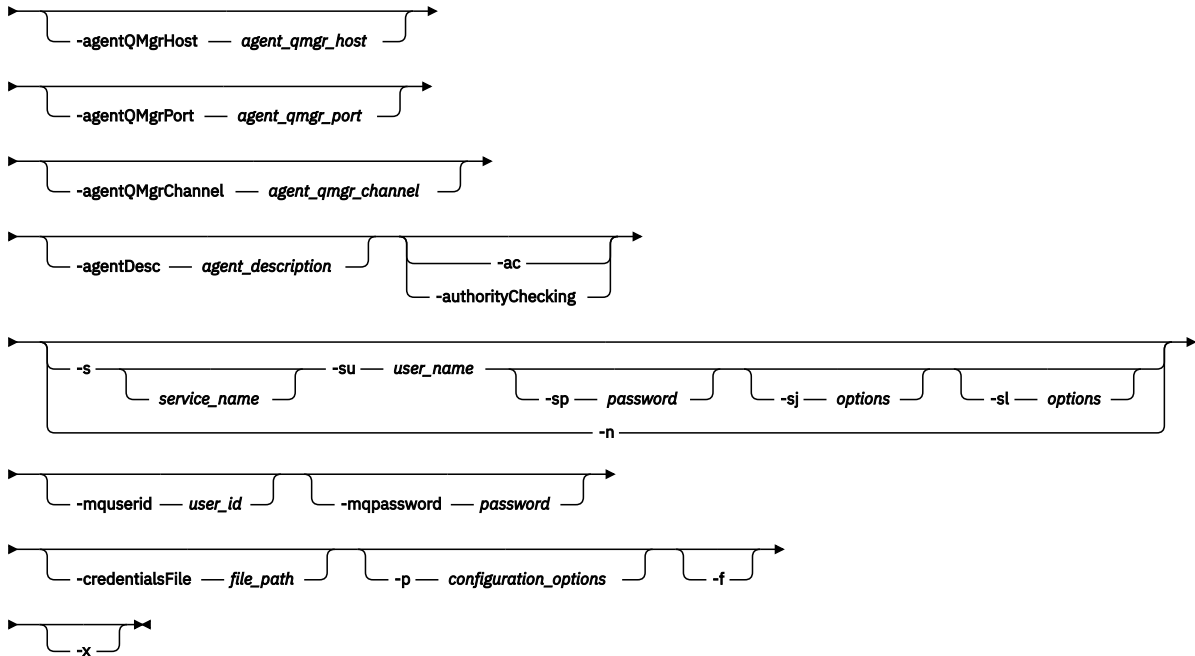 -agentQMgrHost agent_qmgr_host
-agentQMgrPort agent_qmgr_port
-agentQMgrChannel agent_qmgr_channel
-agentDesc agent_description -ac
-authorityChecking
-s -su user_name
service_name -sp password -sj options -sl options
-n
-mquserid user_id -mqpassword password
-credentialsFile file_path -p configuration_options -f
-x